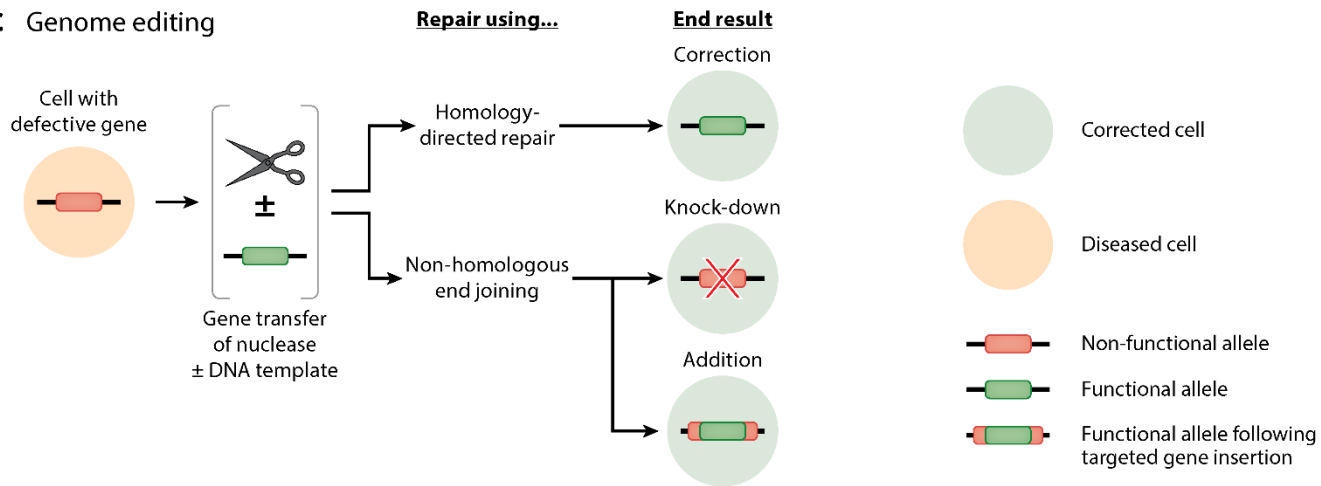 Genome editing
Repair using...
End result
Cell with
defective gene
±
Gene transfer
of nuclease
± DNA template
Homology-
directed repair
Non-homologous
end joining
Correction
Knock-down
Addition
Corrected cell
Diseased cell
Non-functional allele
Functional allele
Functional allele following
targeted gene insertion